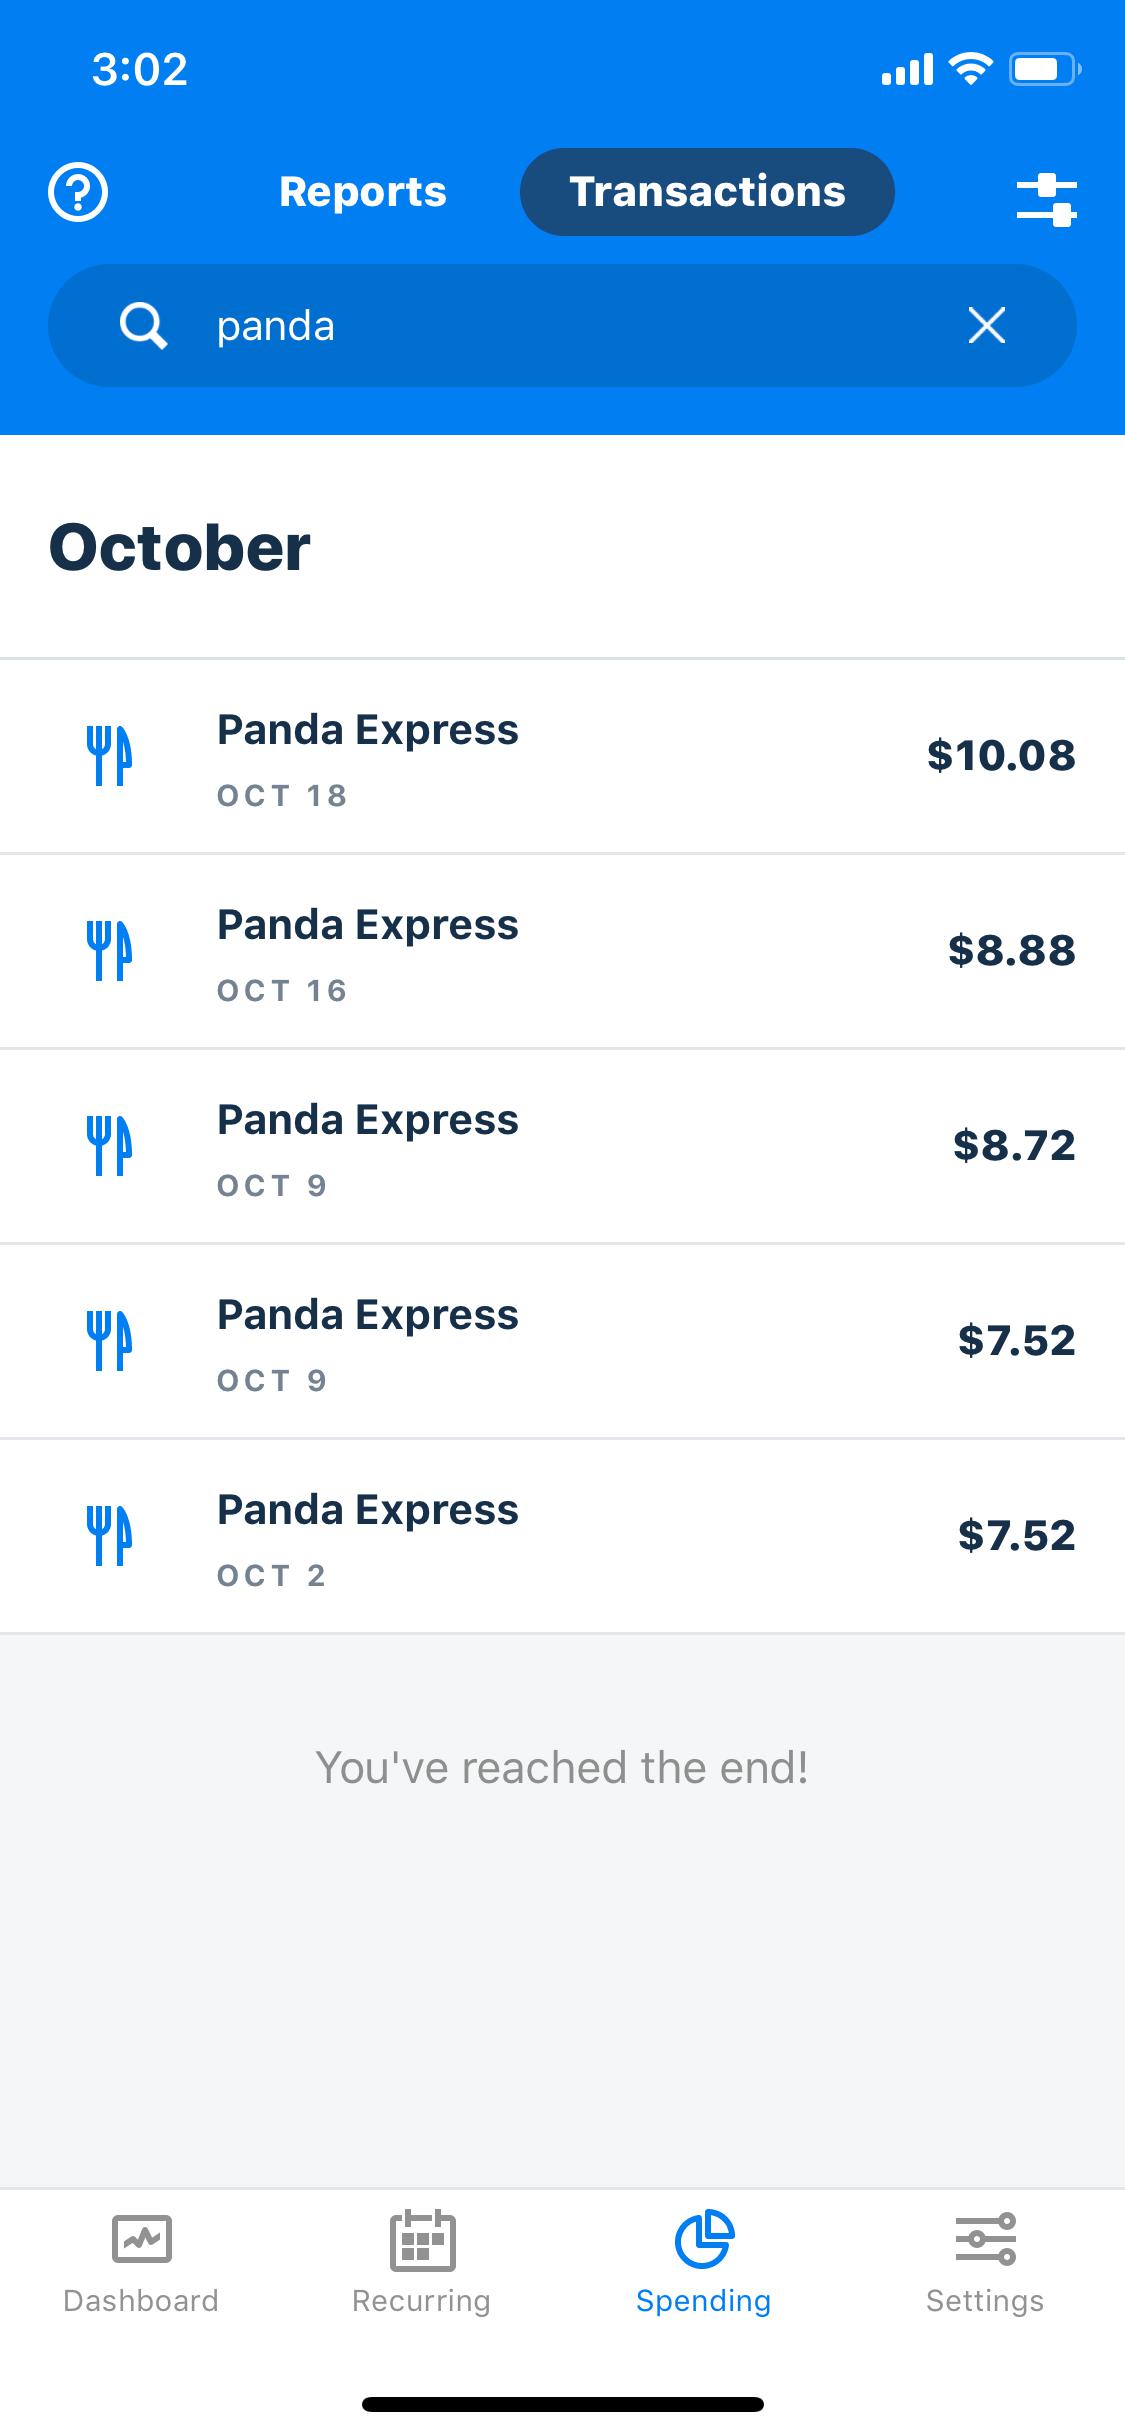 3:02
Reports Transactions
panda
October
Panda Express
$10.08
OCT 18
Panda Express
$8.88
OCT 16
Panda Express
$8.72
OCT 9
Panda Express
$7.52
OCT 9
Panda Express
$7.52
OCT 2
You've reached the end!
Dashboard Recurring Spending Settings